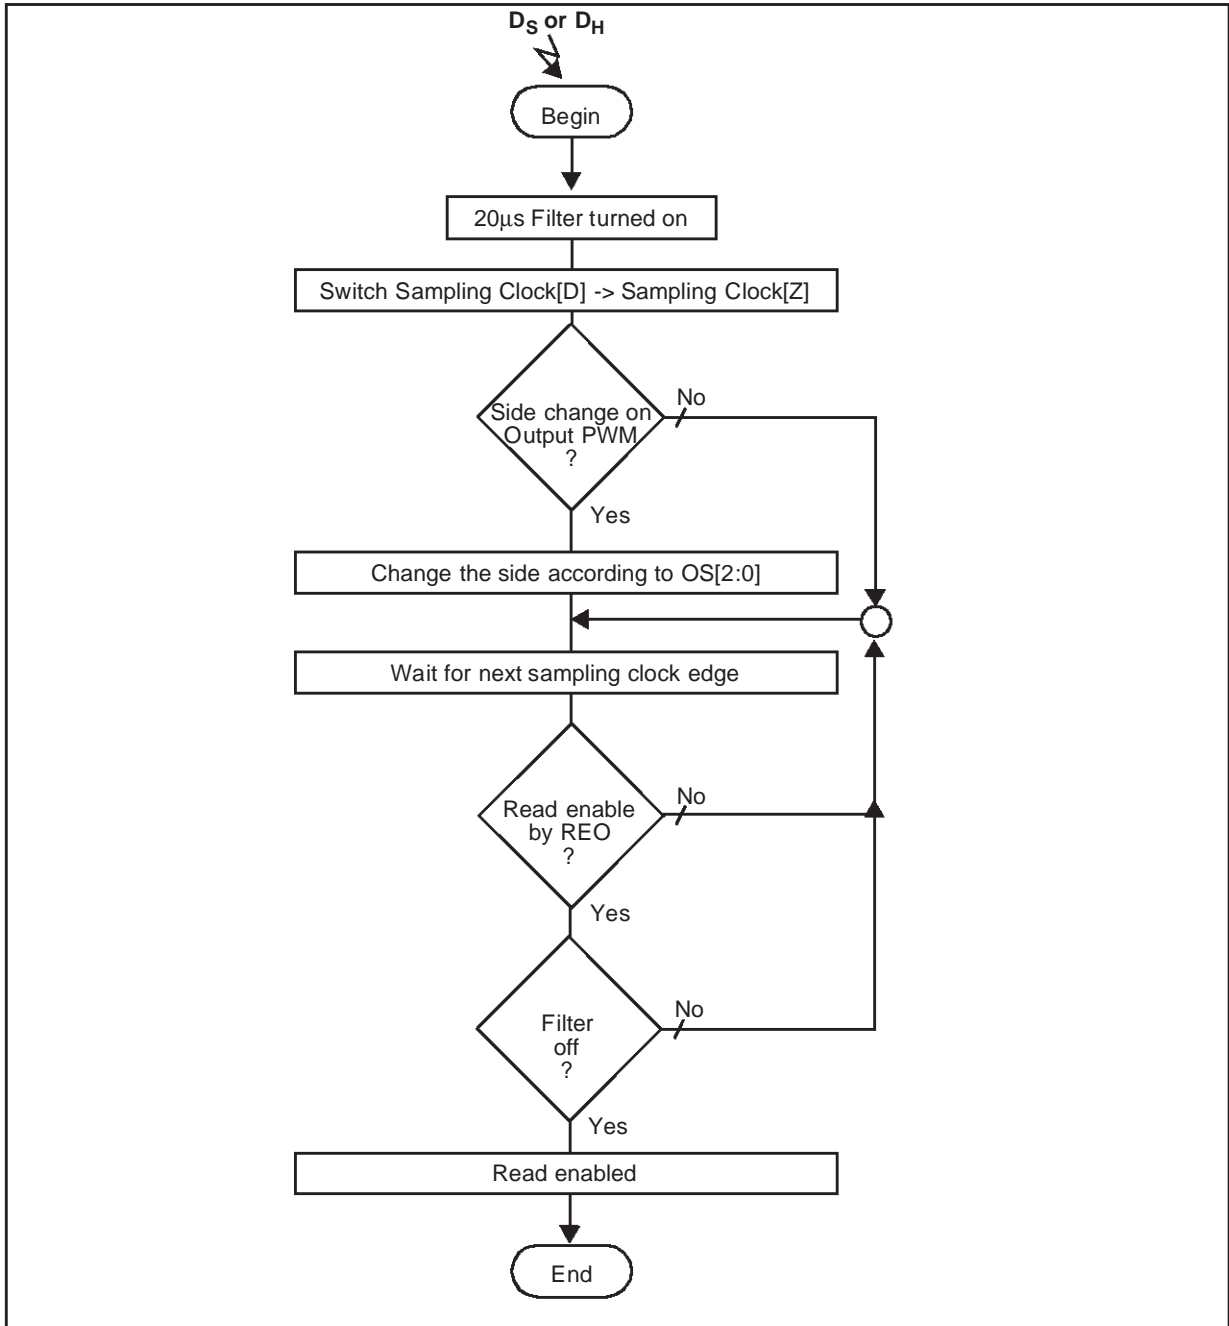 DS or DH
Begin
20μs Filter turned on
Switch Sampling Clock[D] -> Sampling Clock[Z]
No
Side change on
Output PWM
?
Yes
Change the side according to OS[2:0]
Wait for next sampling clock edge
No
Read enable
by REO
?
Yes
No
Filter
off
?
Yes
Read enabled
End